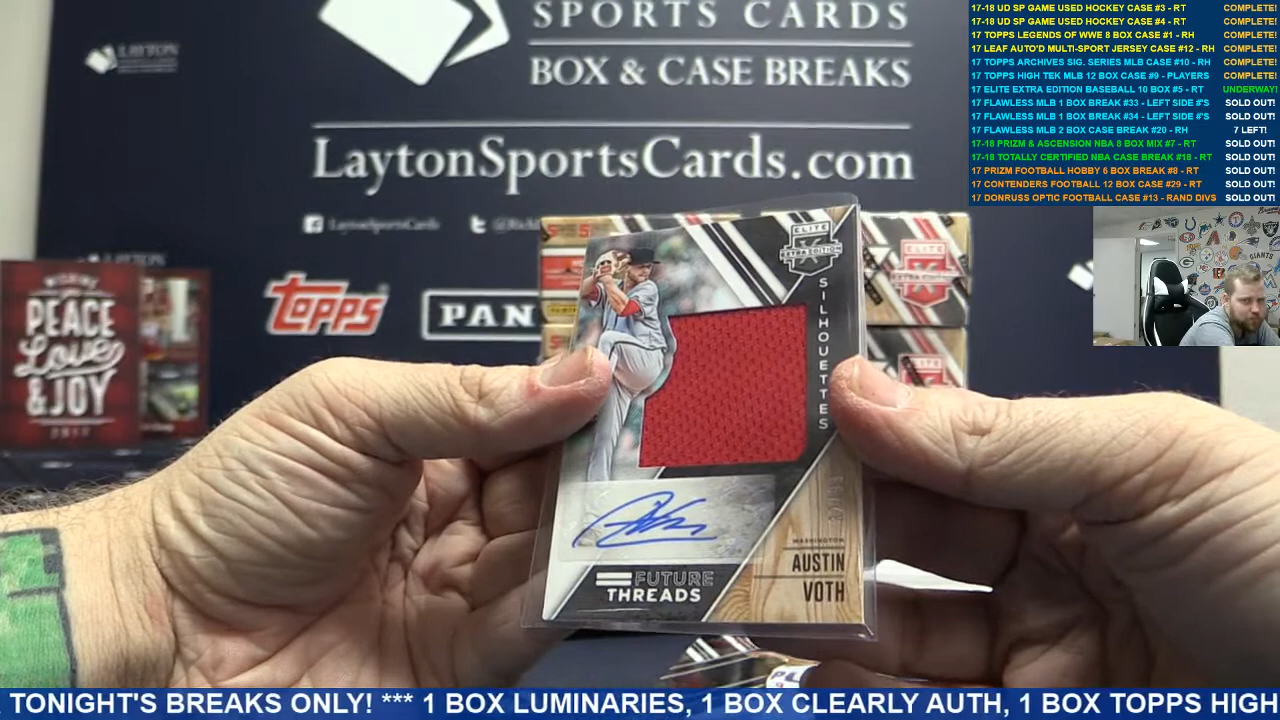 SPORTS CARDS
BOX & CASE BREAKS
LaytonSportsCards.com
LaytonSportsCards
LAYTON
TOPPS
PAN
PEACE
Love
& JOY
ELITE
EXTRA EDITION
SILHOUETTES
WASHINGTON
AUSTIN
VOTH
FUTURE
THREADS
ELITE
EXTRA EDITION
GIANTS
17-18 UD SP GAME USED HOCKEY CASE #3 - RT COMPLETE!
17-18 UD SP GAME USED HOCKEY CASE #4 - RT COMPLETE!
17 TOPPS LEGENDS OF WWE 8 BOX CASE #1 - RH COMPLETE!
17 LEAF AUTO'D MULTI-SPORT JERSEY CASE #12 - RH COMPLETE!
17 TOPPS ARCHIVES SIG. SERIES MLB CASE #10 - RH COMPLETE!
17 TOPPS HIGH TEK MLB 12 BOX CASE #9 - PLAYERS COMPLETE!
17 ELITE EXTRA EDITION BASEBALL 10 BOX #5 - RT UNDERWAY!
17 FLAWLESS MLB 1 BOX BREAK #33 - LEFT SIDE #'S SOLD OUT!
17 FLAWLESS MLB 1 BOX BREAK #34 - LEFT SIDE #'S SOLD OUT!
17 FLAWLESS MLB 2 BOX CASE BREAK #20 - RH 7 LEFT!
17-18 PRIZM & ASCENSION NBA 8 BOX MIX #7 - RT SOLD OUT!
17-18 TOTALLY CERTIFIED NBA CASE BREAK #18 - RT SOLD OUT!
17 PRIZM FOOTBALL HOBBY 6 BOX BREAK #8 - RT SOLD OUT!
17 CONTENDERS FOOTBALL 12 BOX CASE #29 - RT SOLD OUT!
17 DONRUSS OPTIC FOOTBALL CASE #13 - RAND DIVS SOLD OUT!
TONIGHT'S BREAKS ONLY! *** 1 BOX LUMINARIES, 1 BOX CLEARLY AUTH, 1 BOX TOPPS HIGH